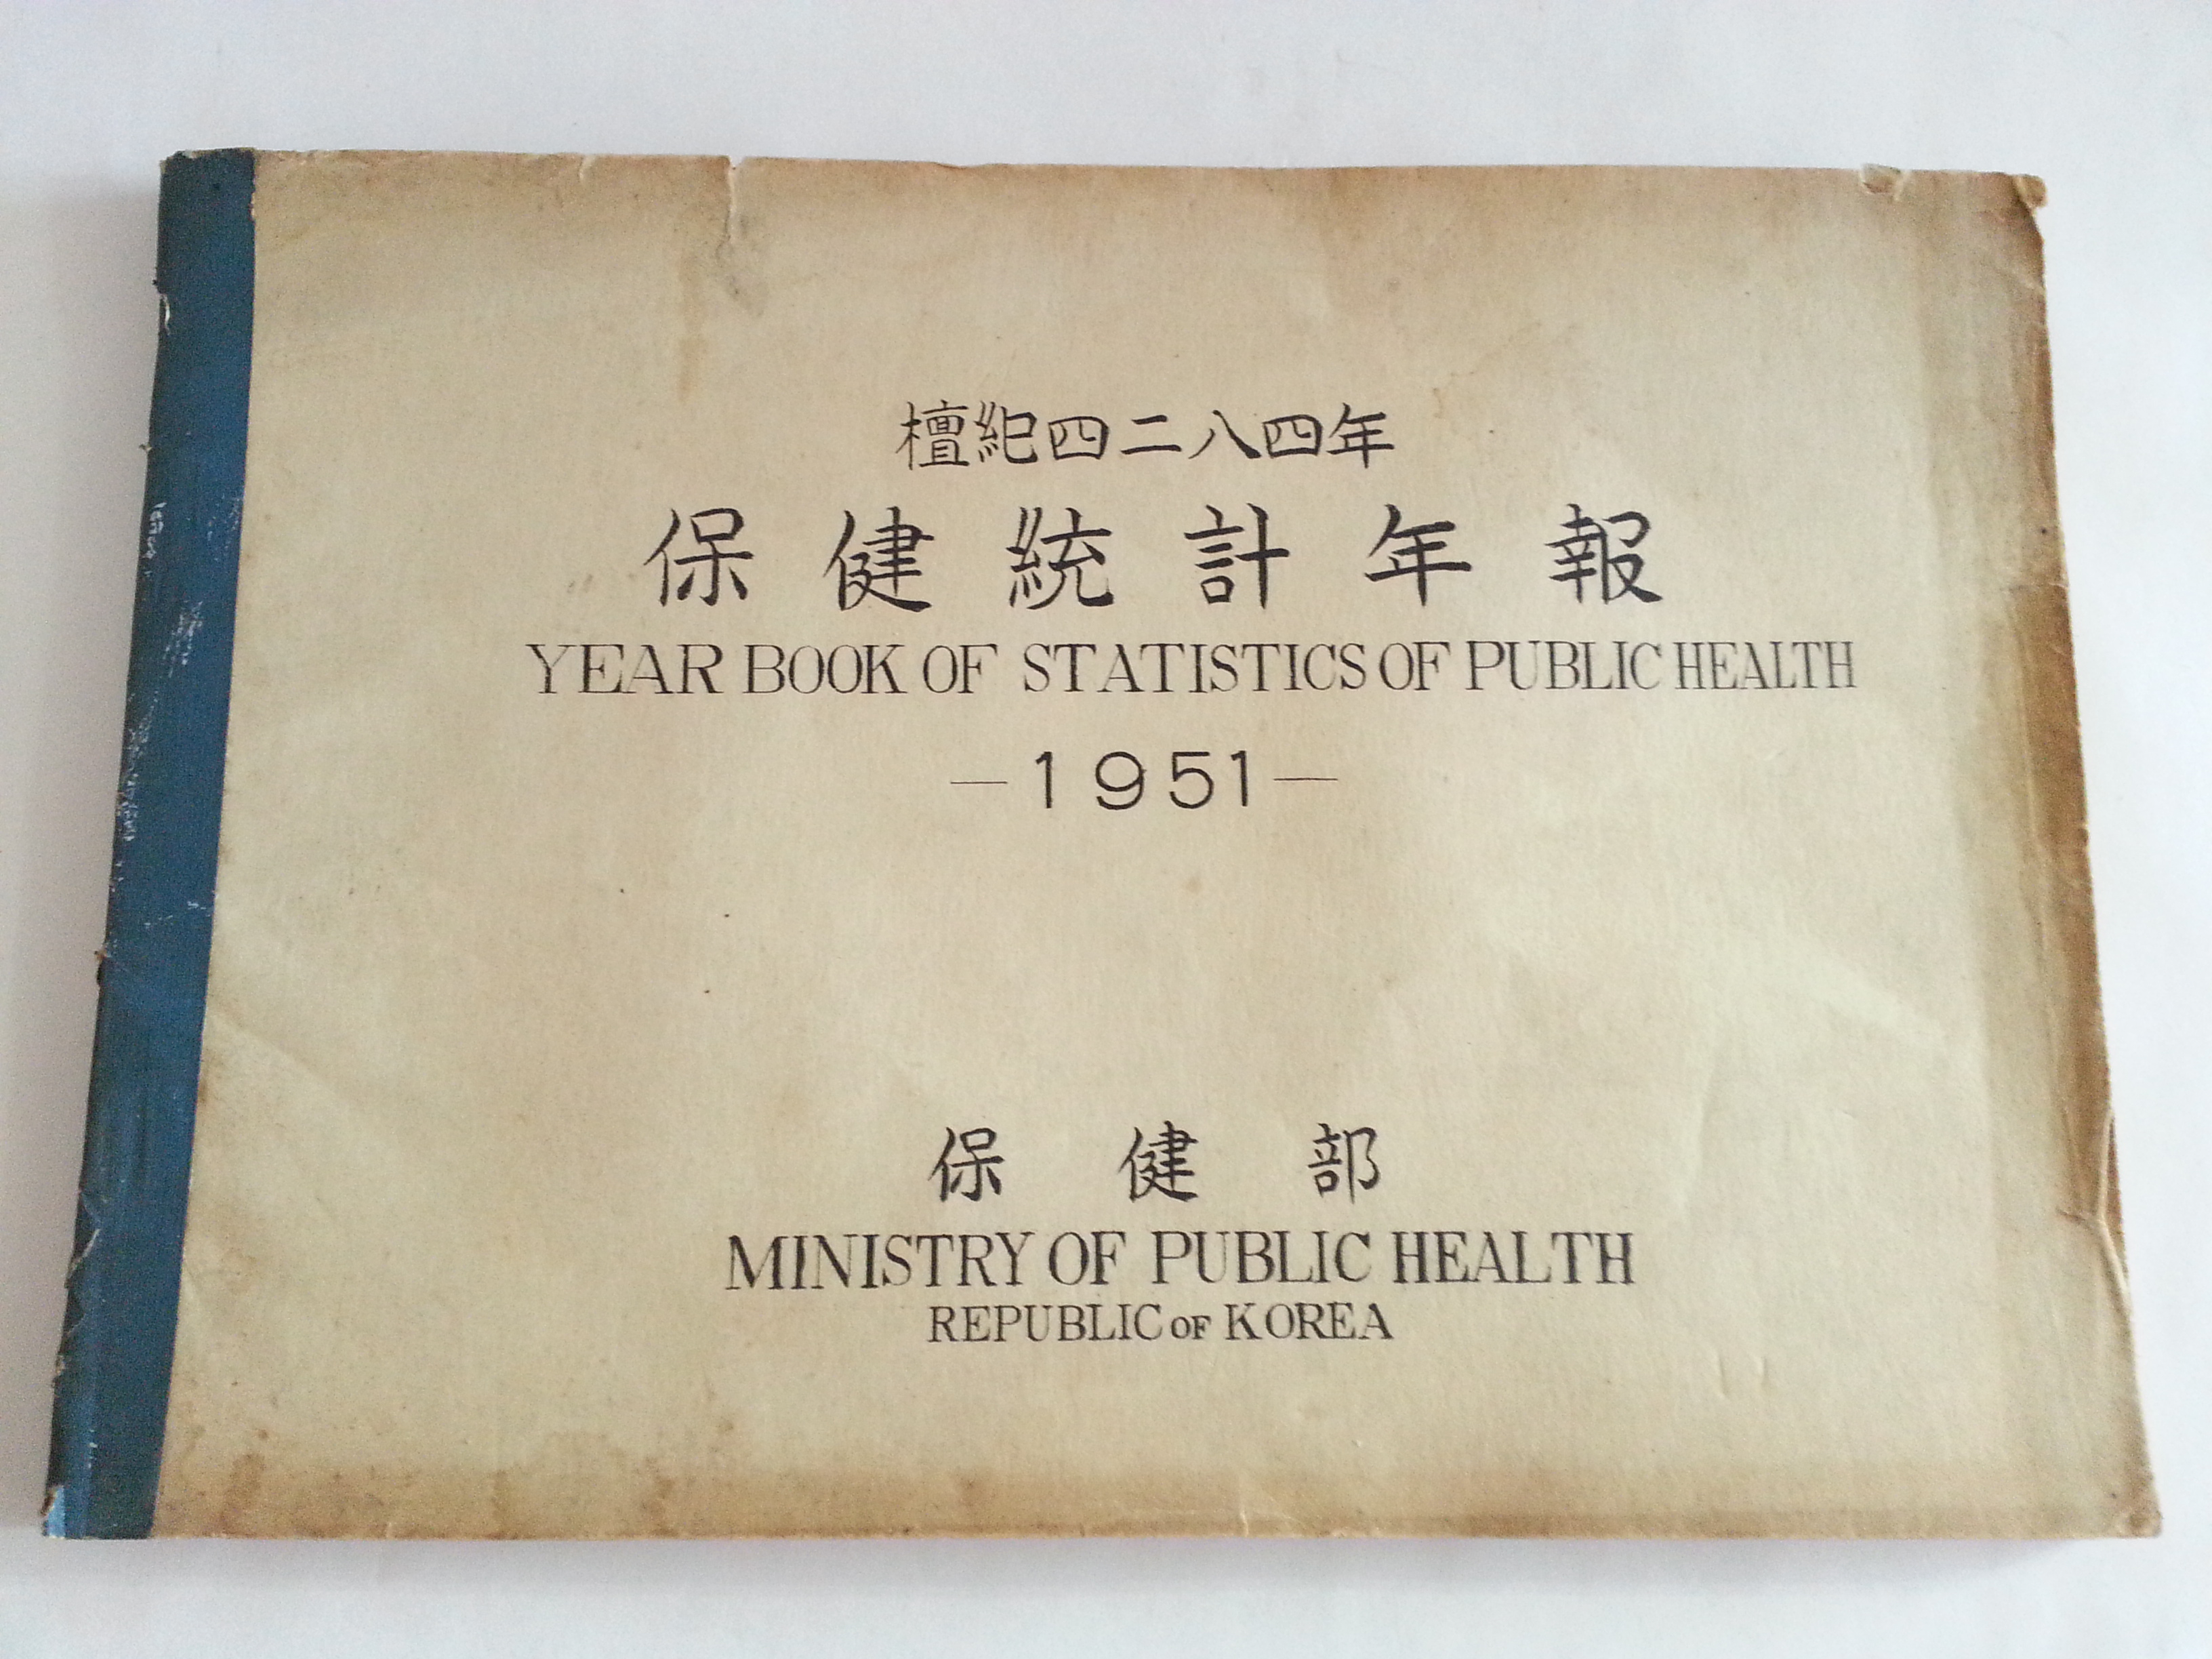 檀紀四二八四年
保健統計年報
YEAR BOOK OF STATISTICS OF PUBLIC HEALTH
—1951—
保健部
MINISTRY OF PUBLIC HEALTH
REPUBLIC OF KOREA